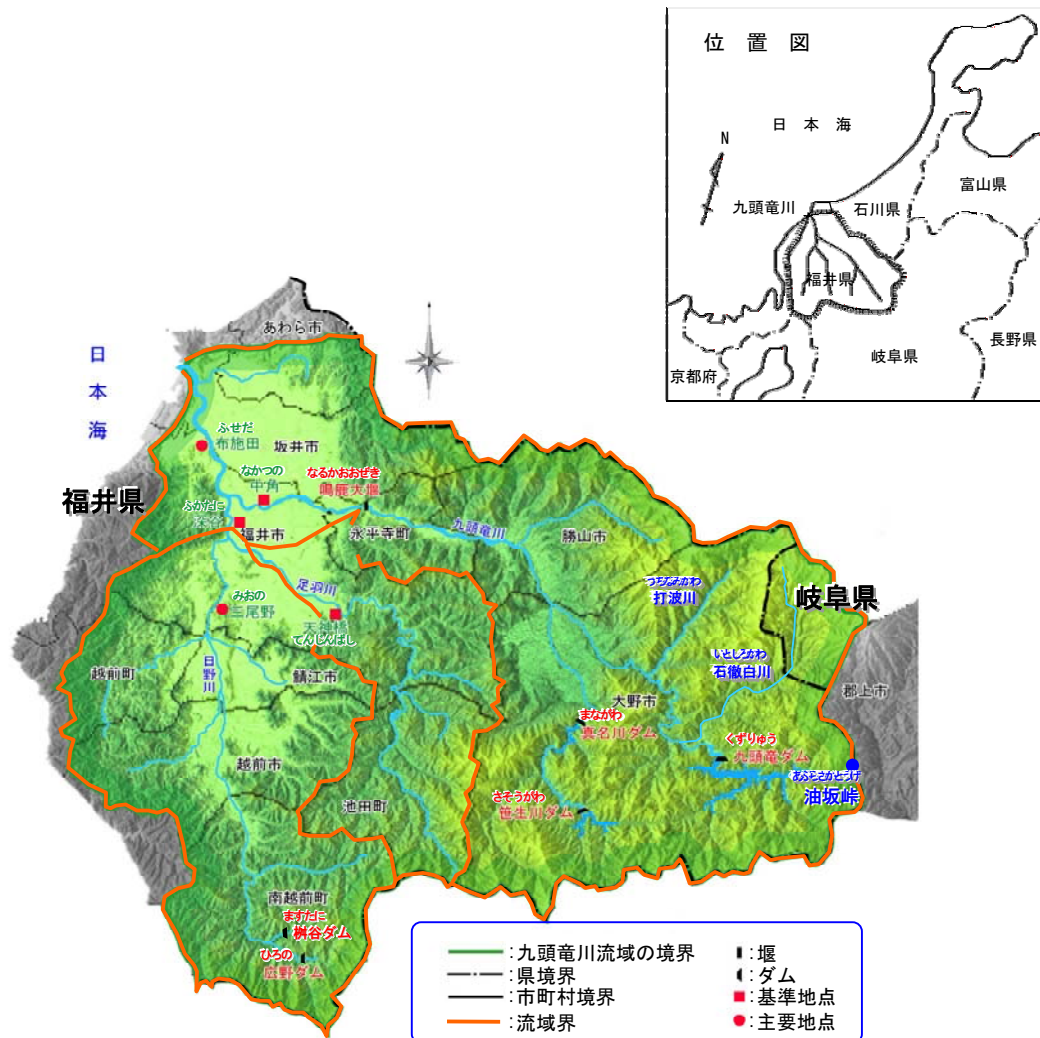 位置図
N
日本海
九頭竜川
石川県
富山県
福井県
岐阜県
長野県
京都府
あわら市
日
本
海
ふせだ
布施田
坂井市
なかつの
中角
なるかおおぜき
鳴鹿大堰
ふかだに
深谷
福井県
福井市
永平寺町
九頭竜川
勝山市
足羽川
つちなみかわ
打波川
岐阜県
みおの
三尾野
天神橋
てんじんばし
いとしろかわ
石徹白川
越前町
日野川
鯖江市
郡上市
大野市
まながわ
真名川ダム
くずりゅう
九頭竜ダム
越前市
あぶらさかとうげ
油坂峠
池田町
さそうがわ
笹生川ダム
南越前町
ますたに
桝谷ダム
ひろの
広野ダム
:九頭竜川流域の境界
:県境界
:市町村境界
:流域界
:堰
:ダム
:基準地点
:主要地点